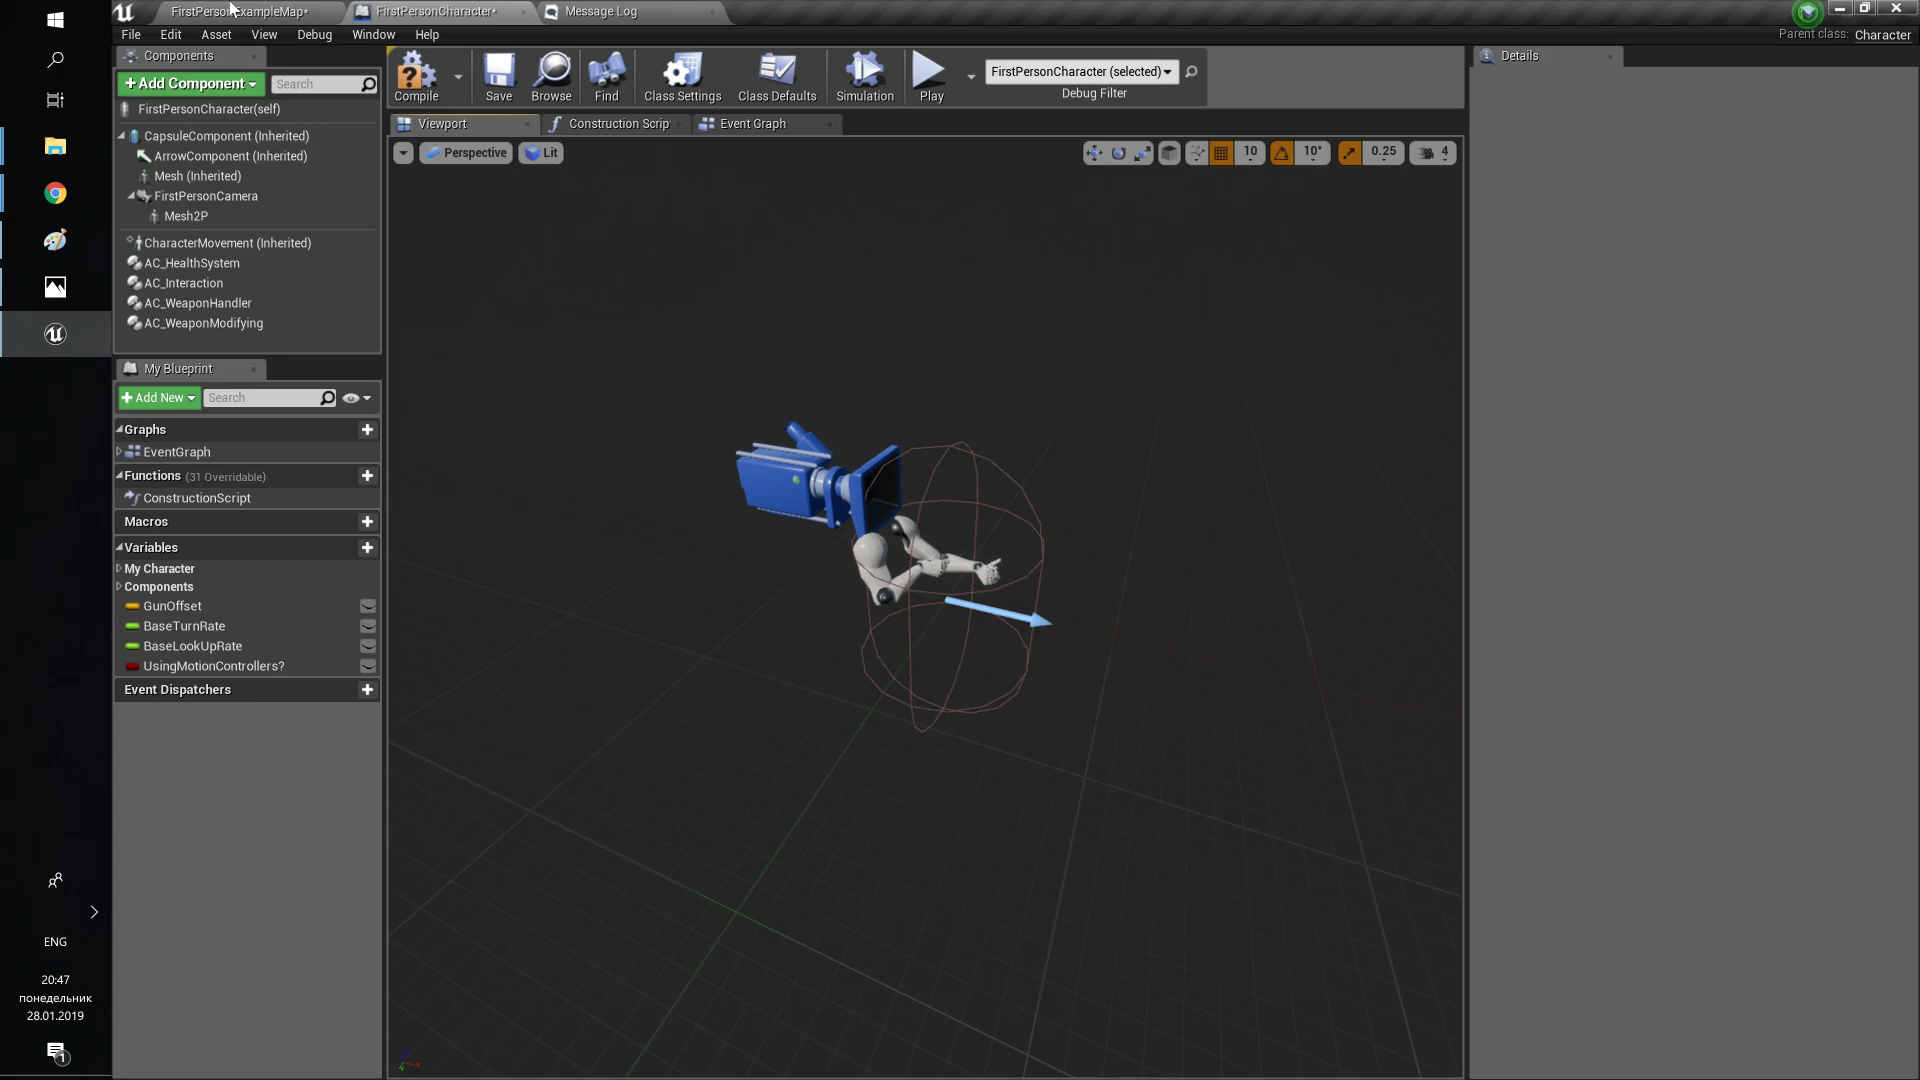 FirstPersonExampleMap*
FirstPersonCharacter*
Message Log
File Edit Asset View Debug Window Help
Parent class: Character
Components
+Add Component
Search
FirstPersonCharacter(self)
CapsuleComponent (Inherited)
ArrowComponent (Inherited)
Mesh (Inherited)
FirstPersonCamera
Mesh2P
CharacterMovement (Inherited)
AC_HealthSystem
AC_Interaction
AC_WeaponHandler
AC_WeaponModifying
My Blueprint
+Add New
Search
Graphs
EventGraph
Functions (31 Overridable)
ConstructionScript
Macros
Variables
My Character
Components
GunOffset
BaseTurnRate
BaseLookUpRate
UsingMotionControllers?
Event Dispatchers
Compile
Save
Browse
Find
Class Settings
Class Defaults
Simulation
Play
FirstPersonCharacter (selected)
Debug Filter
Viewport
Construction Scrip
Event Graph
Perspective
Lit
10
10°
0.25
4
Details
ENG
20:47
понедельник
28.01.2019
1